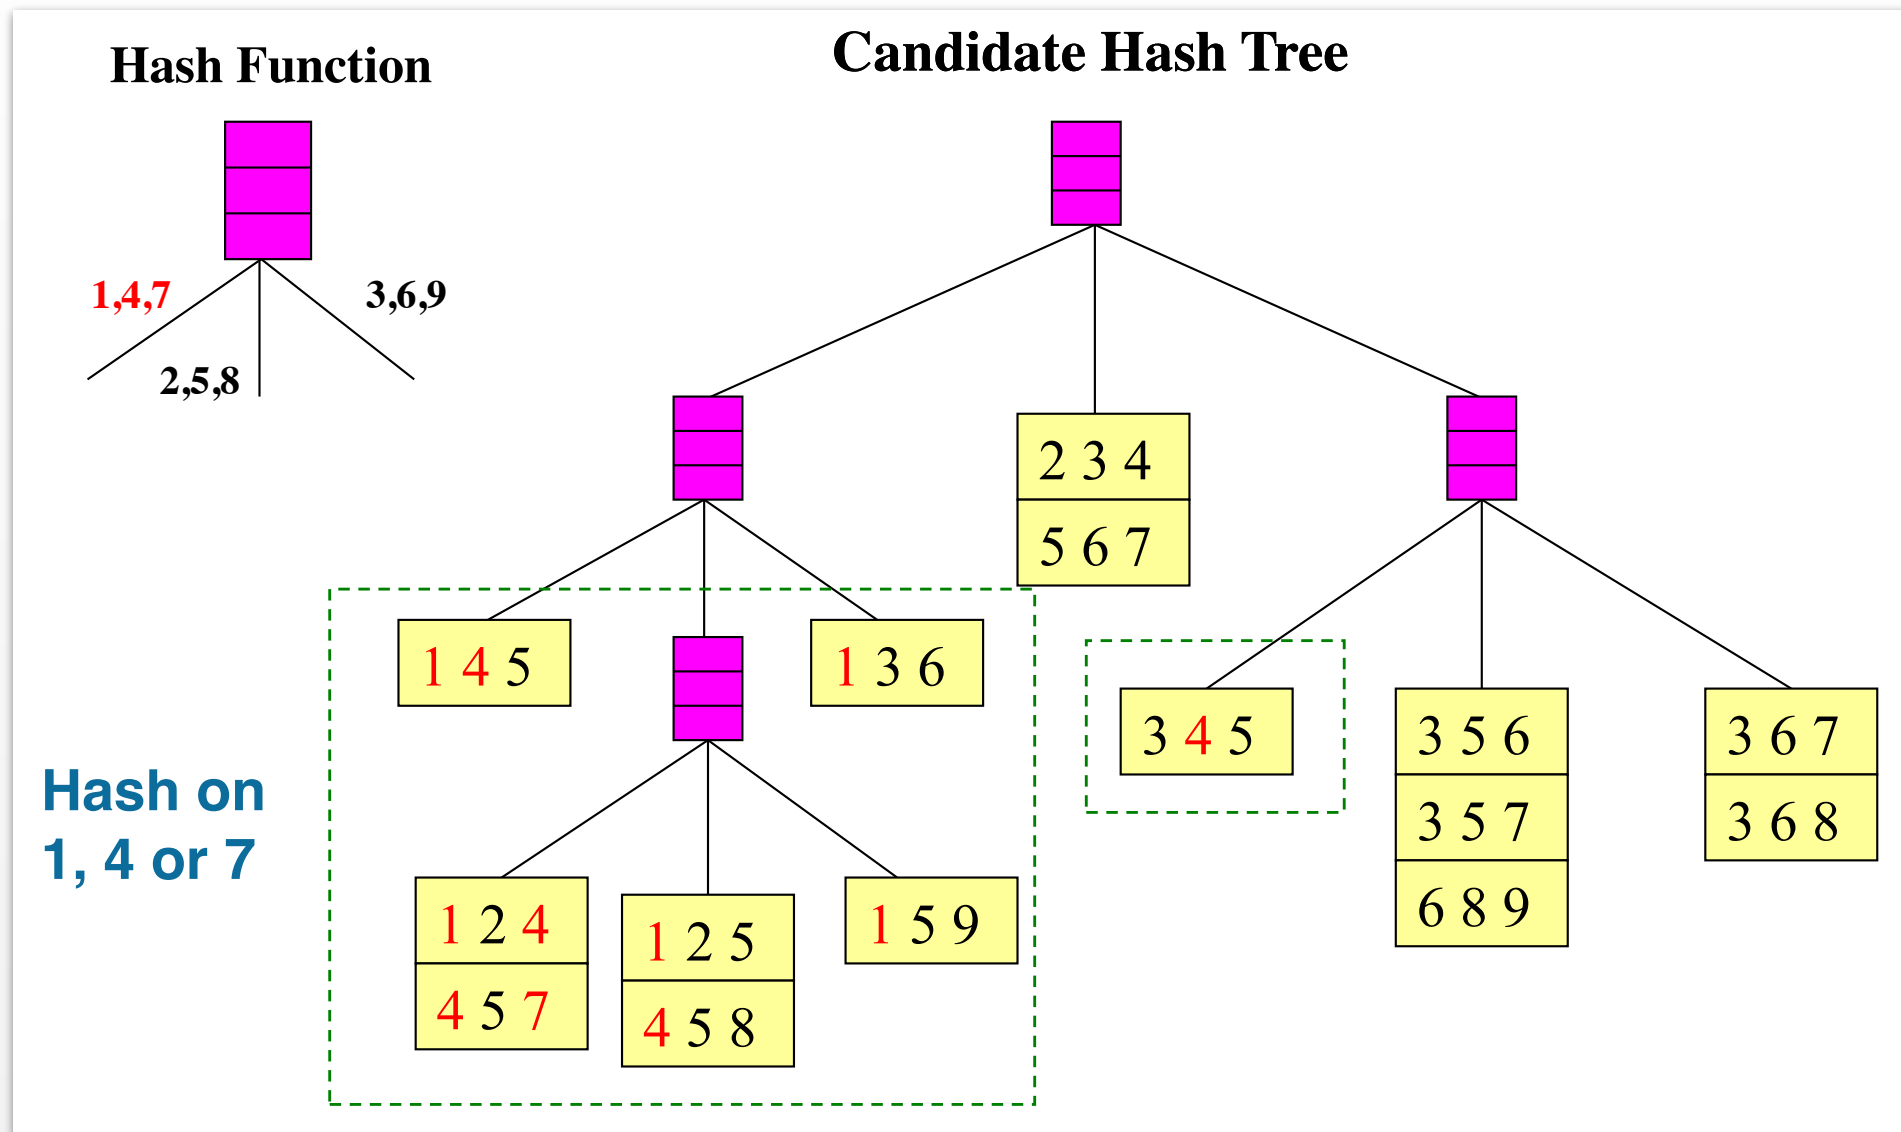 Hash Function
Candidate Hash Tree
1,4,7
3,6,9
2,5,8
2 3 4
5 6 7
1 4 5
1 3 6
3 4 5
3 5 6
3 5 7
6 8 9
3 6 7
3 6 8
Hash on
1, 4 or 7
1 2 4
4 5 7
1 2 5
4 5 8
1 5 9